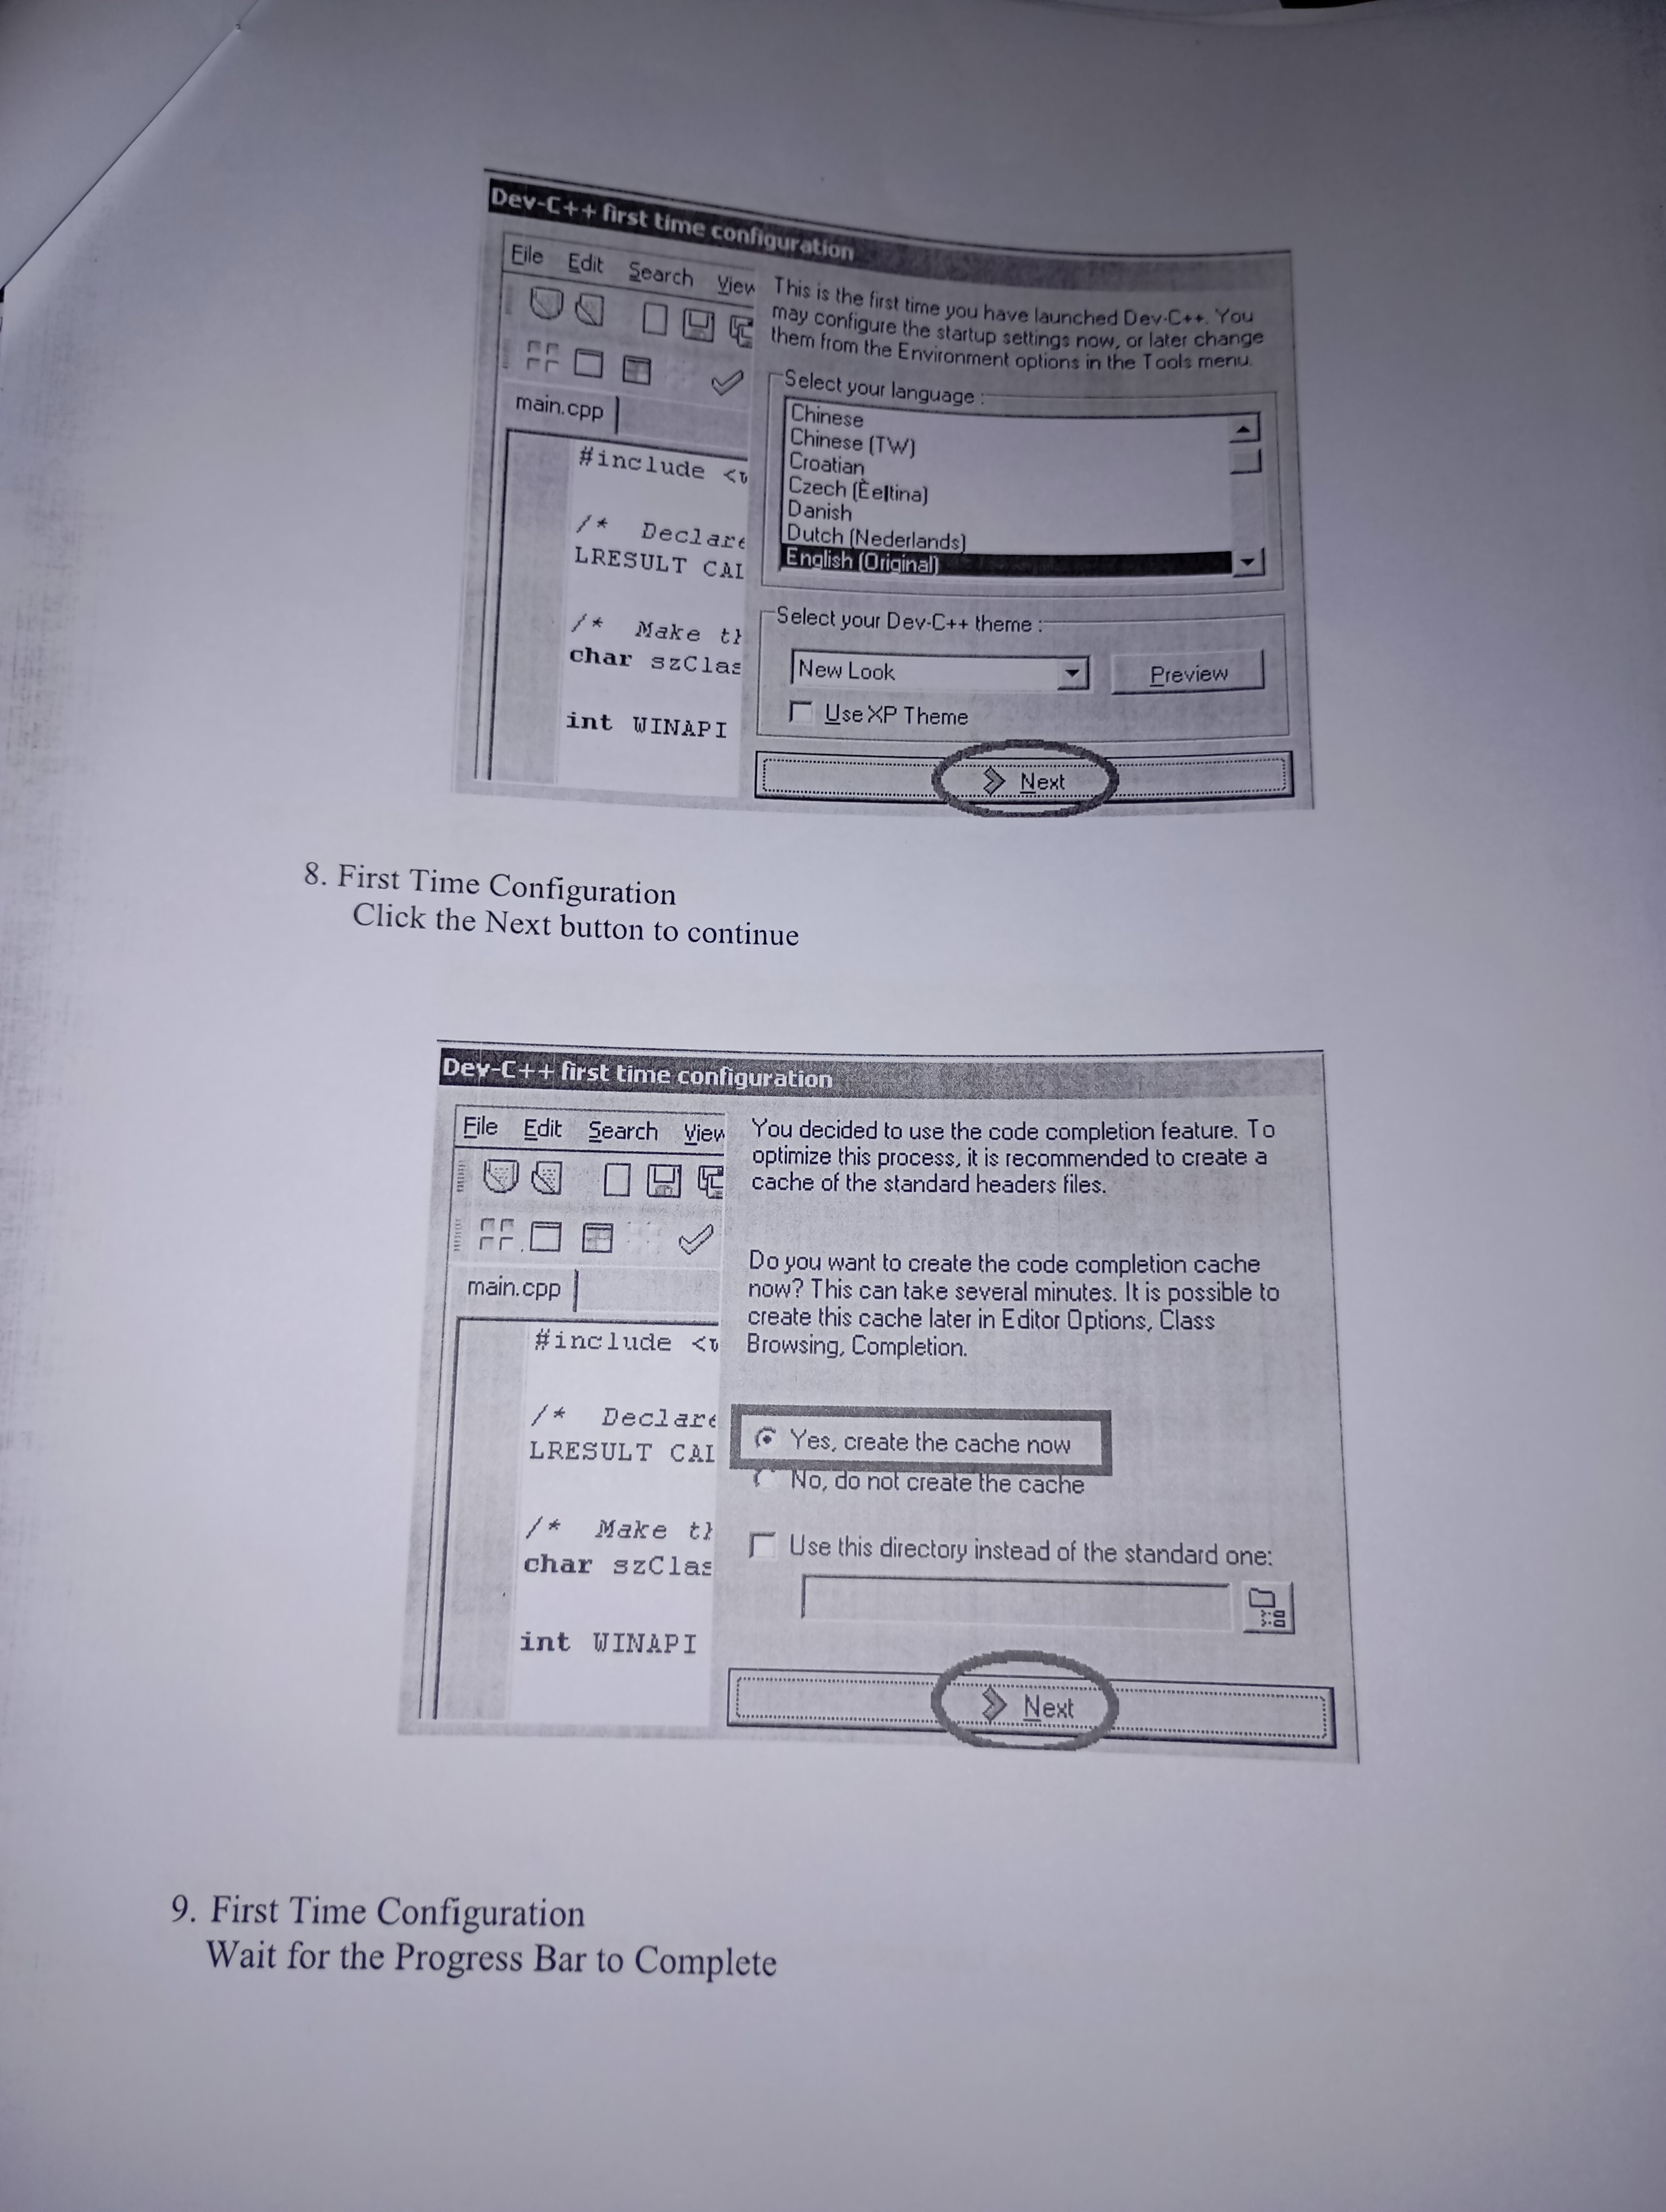 Dev-C++ first time configuration
File Edit Search View
This is the first time you have launched Dev-C++. You
may configure the startup settings now, or later change
them from the Environment options in the Tools menu.
Select your language :
Chinese
Chinese (TW)
Croatian
Czech (Èeltina)
Danish
Dutch (Nederlands)
English (Original)
main.cpp
#include <
/* Declare
LRESULT CAL
/* Make th
char szClas
int WINAPI
Select your Dev-C++ theme :
New Look
Preview
Use XP Theme
Next
8. First Time Configuration
Click the Next button to continue
Dev-C++ first time configuration
File Edit Search View
You decided to use the code completion feature. To
optimize this process, it is recommended to create a
cache of the standard headers files.
Do you want to create the code completion cache
now? This can take several minutes. It is possible to
create this cache later in Editor Options, Class
Browsing, Completion.
main.cpp
#include <
/* Declare
LRESULT CAL
/* Make th
char szClas
int WINAPI
Yes, create the cache now
No, do not create the cache
Use this directory instead of the standard one:
Next
9. First Time Configuration
Wait for the Progress Bar to Complete